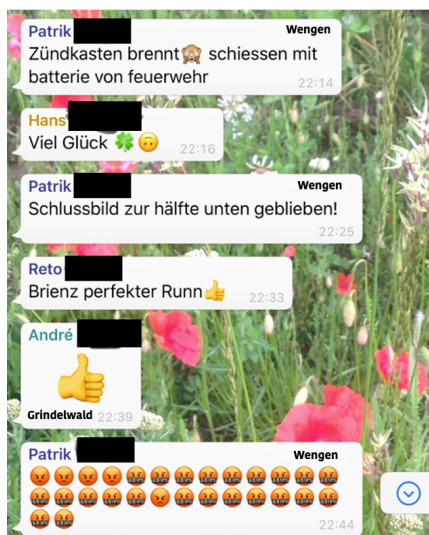 Patrik Wengen
Zündkasten brennt🙈 schiessen mit
batterie von feuerwehr
22:14
Hans
Viel Glück 🍀🙃
22:16
Patrik Wengen
Schlussbild zur hälfte unten geblieben!
22:25
Reto
Brienz perfekter Runn👍
22:33
André
👍
Grindelwald 22:39
Patrik Wengen
😡😡😡😡🤬🤬🤬🤬🤬🤬🤬🤬🤬
🤬🤬🤬🤬🤬😡🤬🤬🤬🤬🤬🤬🤬
🤬🤬
22:44